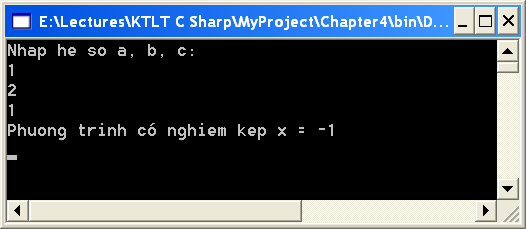 E:\Lectures\KTLT C Sharp\MyProject\Chapter4\bin\D...
Nhap he so a, b, c:
1
2
1
Phuong trinh có nghiem kep x = -1